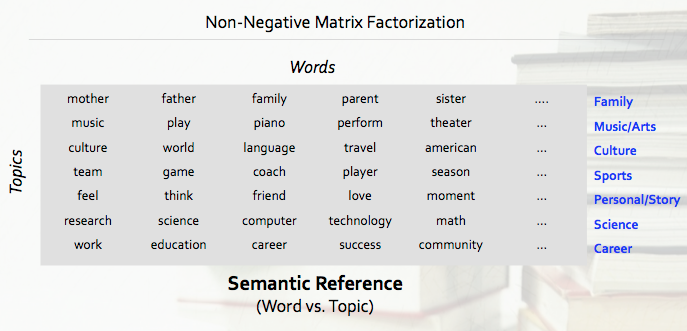 Non-Negative Matrix Factorization
Words
Topics
mother father family parent sister .... Family
music play piano perform theater ... Music/Arts
culture world language travel american ... Culture
team game coach player season ... Sports
feel think friend love moment ... Personal/Story
research science computer technology math ... Science
work education career success community ... Career
Semantic Reference
(Word vs. Topic)